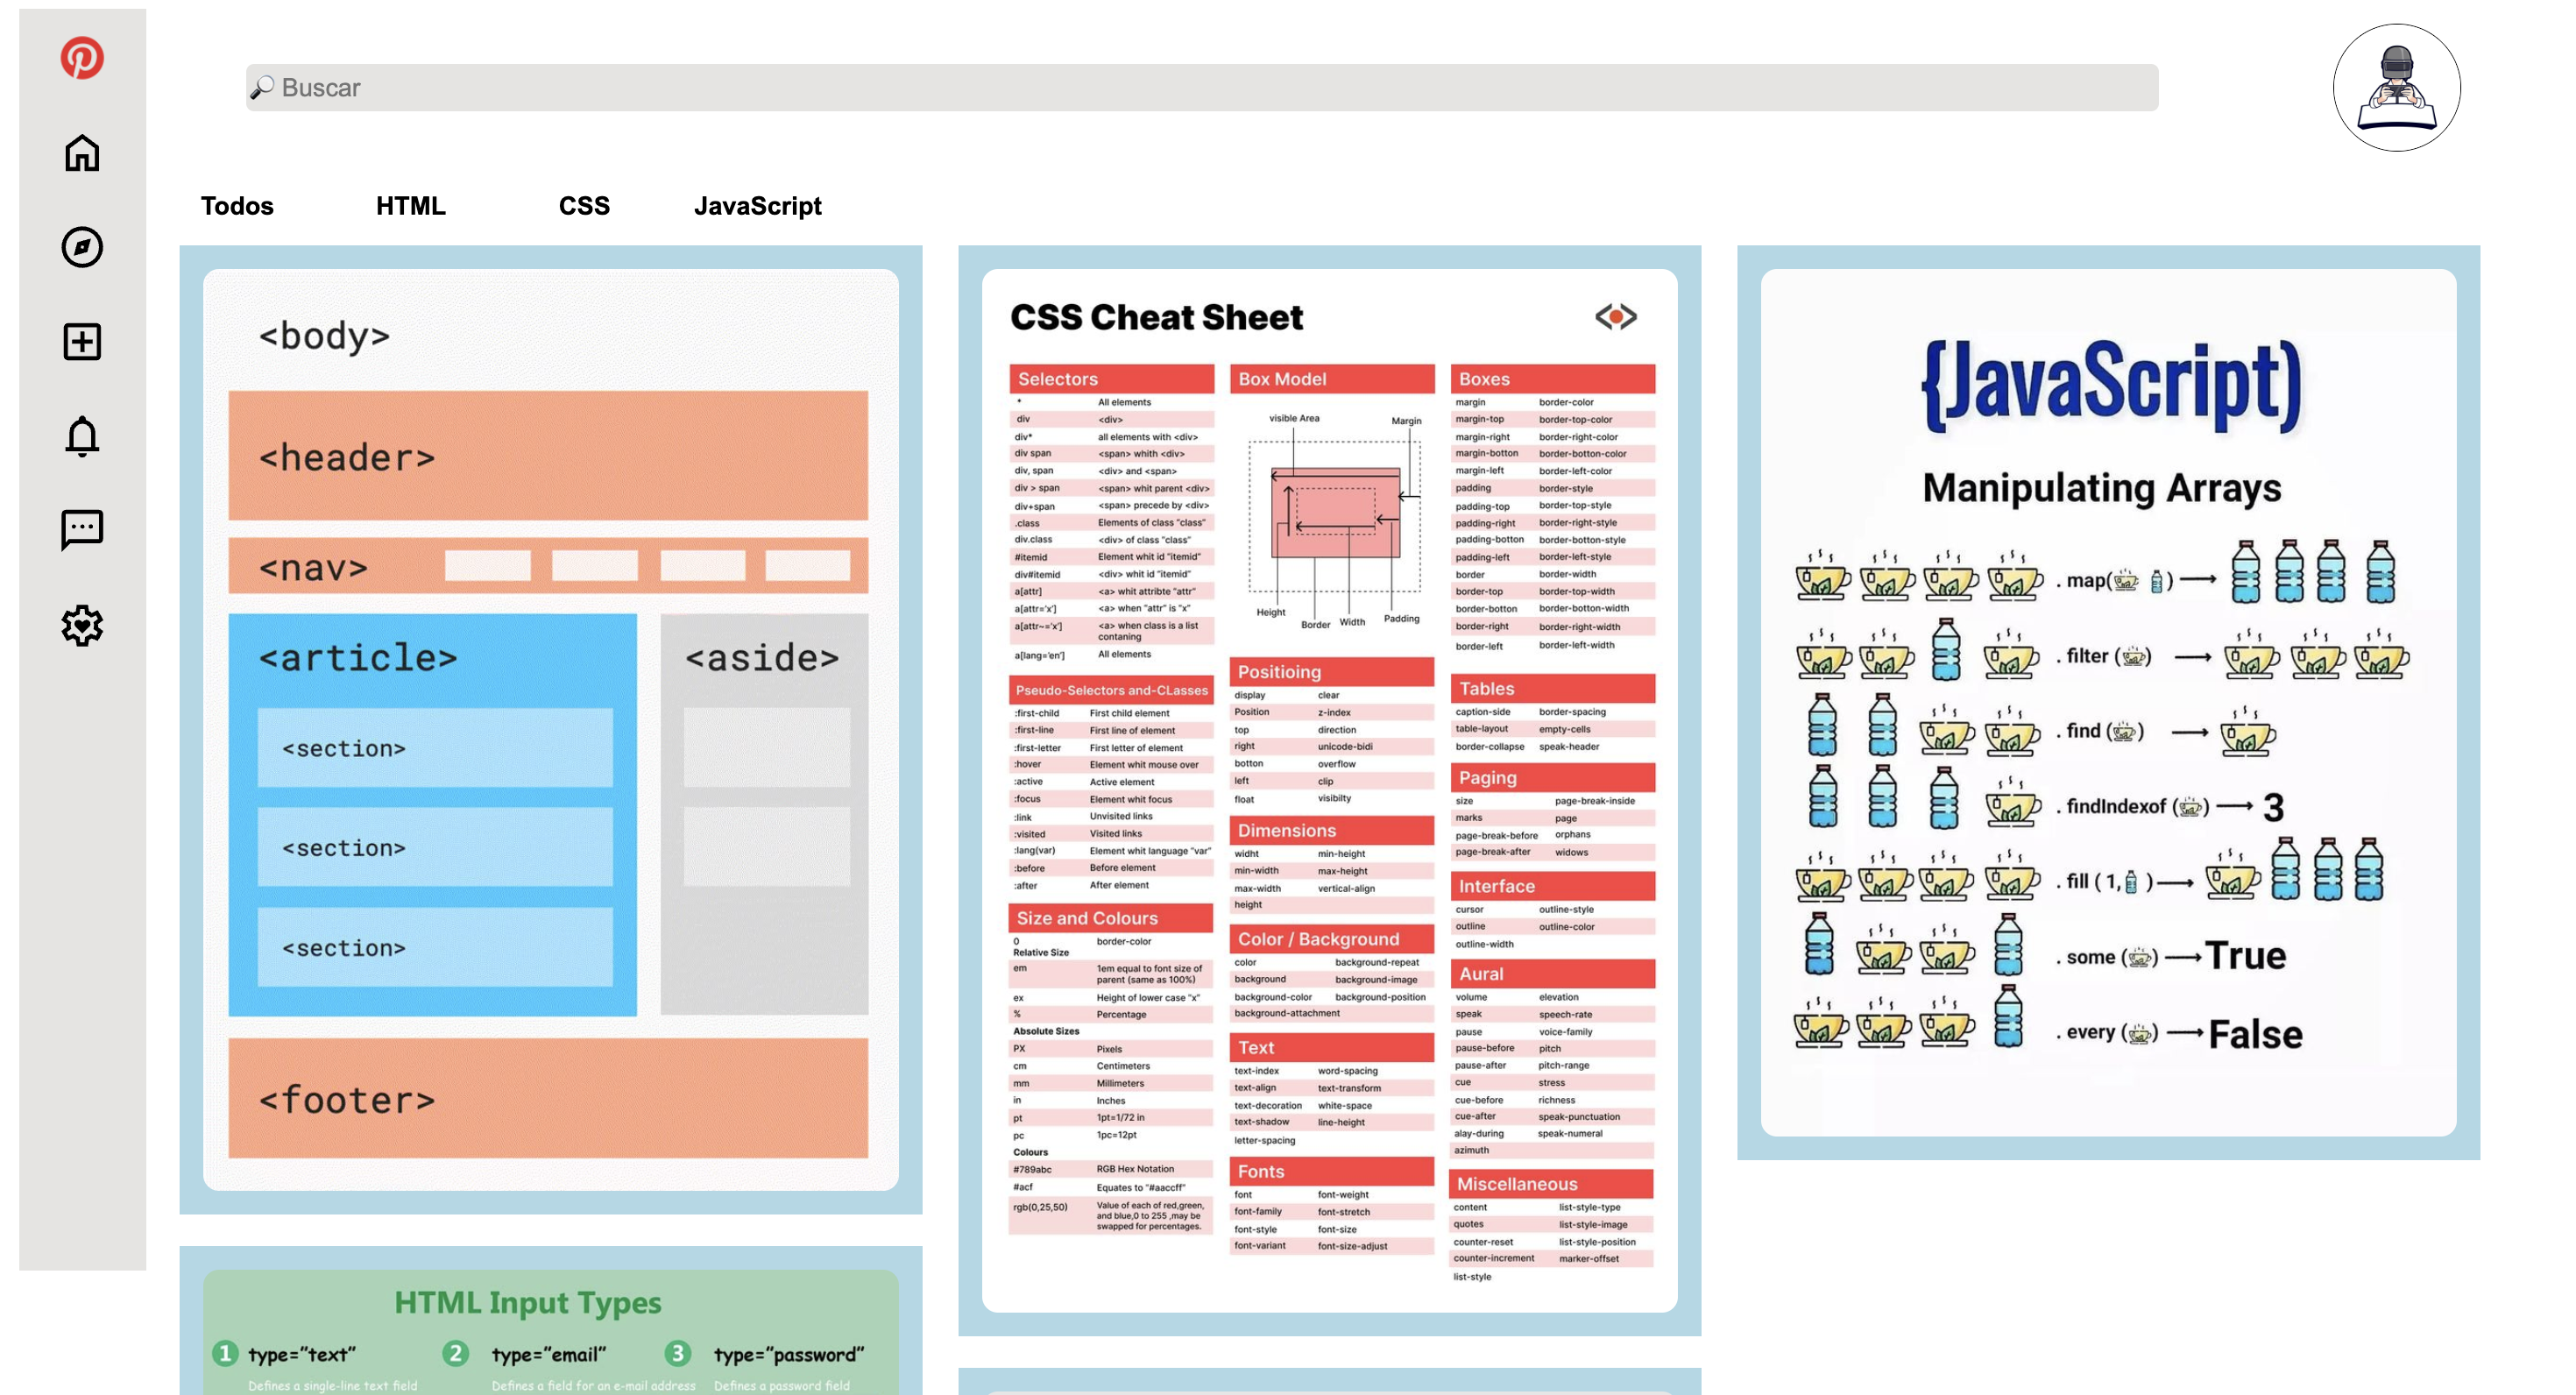 Buscar
Todos HTML CSS JavaScript
<body>
<header>
<nav>
<article>
<aside>
<section>
<section>
<section>
<footer>
HTML Input Types
1 type="text" 2 type="email" 3 type="password"
Defines a single-line text field Defines a field for an e-mail address Defines a password field
CSS Cheat Sheet
Selectors
* All elements
div <div>
div* all elements with <div>
div span <span> whith <div>
div, span <div> and <span>
div > span <span> whit parent <div>
div+span <span> precede by <div>
.class Elements of class "class"
div.class <div> of class "class"
#itemid Element whit id "itemid"
div#itemid <div> whit id "itemid"
a[attr] <a> whit attribte "attr"
a[attr='x'] <a> when "attr" is "x"
a[attr~='x'] <a> when class is a list
contaning
a[lang='en'] All elements
Pseudo-Selectors and-CLasses
:first-child First child element
:first-line First line of element
:first-letter First letter of element
:hover Element whit mouse over
:active Active element
:focus Element whit focus
:link Unvisited links
:visited Visited links
:lang(var) Element whit language "var"
:before Before element
:after After element
Size and Colours
0 border-color
Relative Size
em 1em equal to font size of
parent (same as 100%)
ex Height of lower case "x"
% Percentage
Absolute Sizes
PX Pixels
cm Centimeters
mm Millimeters
in Inches
pt 1pt=1/72 in
pc 1pc=12pt
Colours
#789abc RGB Hex Notation
#acf Equates to "#aaccff"
rgb(0,25,50) Value of each of red,green,
and blue,0 to 255 ,may be
swapped for percentages.
Box Model
visible Area
Margin
Height
Border Width Padding
Positioing
display clear
Position z-index
top direction
right unicode-bidi
botton overflow
left clip
float visibilty
Dimensions
widht min-height
min-width max-height
max-width vertical-align
height
Color / Background
color background-repeat
background background-image
background-color background-position
background-attachment
Text
text-index word-spacing
text-align text-transform
text-decoration white-space
text-shadow line-height
letter-spacing
Fonts
font font-weight
font-family font-stretch
font-style font-size
font-variant font-size-adjust
Boxes
margin border-color
margin-top border-top-color
margin-right border-right-color
margin-botton border-botton-color
margin-left border-left-color
padding border-style
padding-top border-top-style
padding-right border-right-style
padding-botton border-botton-style
padding-left border-left-style
border border-width
border-top border-top-width
border-botton border-botton-width
border-right border-right-width
border-left border-left-width
Tables
caption-side border-spacing
table-layout empty-cells
border-collapse speak-header
Paging
size page-break-inside
marks page
page-break-before orphans
page-break-after widows
Interface
cursor outline-style
outline outline-color
outline-width
Aural
volume elevation
speak speech-rate
pause voice-family
pause-before pitch
pause-after pitch-range
cue stress
cue-before richness
cue-after speak-punctuation
alay-during speak-numeral
azimuth
Miscellaneous
content list-style-type
quotes list-style-image
counter-reset list-style-position
counter-increment marker-offset
list-style
{JavaScript)
Manipulating Arrays
. map( )
. filter ( )
. find ( )
. findIndexof ( ) 3
. fill ( 1, )
. some ( ) True
. every ( ) False